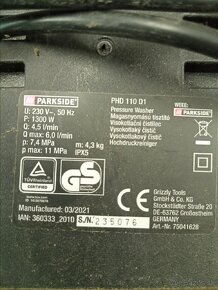 PARKSIDE
PHD 110 D1
U: 230 V~, 50 Hz
Pressure Washer
P: 1300 W
Magasnyomású tisztító
Q: 4,5 l/min
Visokotlačni čistilec
Q max: 6,0 l/min
Vysokotlaký čistič
p: 7,4 MPa
m: 4,3 kg
Vysokotlakový čistič
p max: 11 MPa
IPX5
Hochdruckreiniger
TÜVRheinland
CERTIFIED
GS
Manufactured: 03/2021
Grizzly Tools
GmbH & Co. KG
Stockstädter Straße 20
DE-63762 Großostheim
Germany
IAN: 360333_2010
S/N. 235076
Art.-Nr. 75041628